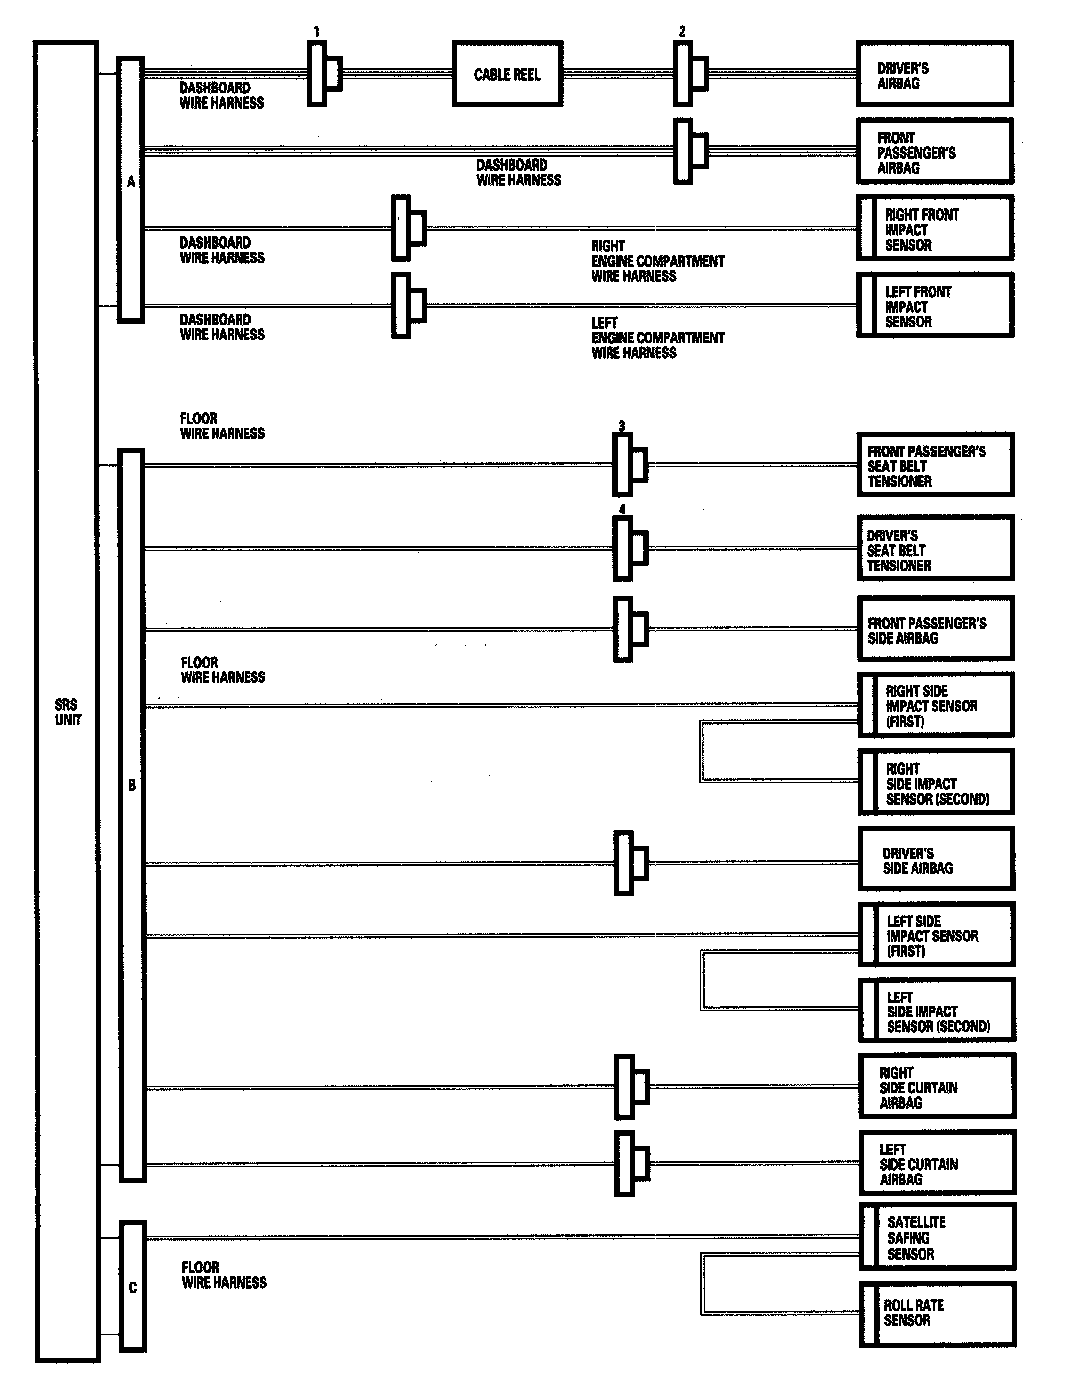 1
2
CABLE REEL
DRIVER'S
AIRBAG
DASHBOARD
WIRE HARNESS
FRONT
PASSENGER'S
AIRBAG
DASHBOARD
WIRE HARNESS
A
RIGHT FRONT
IMPACT
SENSOR
DASHBOARD
WIRE HARNESS
RIGHT
ENGINE COMPARTMENT
WIRE HARNESS
LEFT FRONT
IMPACT
SENSOR
DASHBOARD
WIRE HARNESS
LEFT
ENGINE COMPARTMENT
WIRE HARNESS
FLOOR
WIRE HARNESS
3
FRONT PASSENGER'S
SEAT BELT
TENSIONER
4
DRIVER'S
SEAT BELT
TENSIONER
FRONT PASSENGER'S
SIDE AIRBAG
FLOOR
WIRE HARNESS
SRS
UNIT
RIGHT SIDE
IMPACT SENSOR
(FIRST)
B
RIGHT
SIDE IMPACT
SENSOR (SECOND)
DRIVER'S
SIDE AIRBAG
LEFT SIDE
IMPACT SENSOR
(FIRST)
LEFT
SIDE IMPACT
SENSOR (SECOND)
RIGHT
SIDE CURTAIN
AIRBAG
LEFT
SIDE CURTAIN
AIRBAG
SATELLITE
SAFING
SENSOR
FLOOR
WIRE HARNESS
C
ROLL RATE
SENSOR